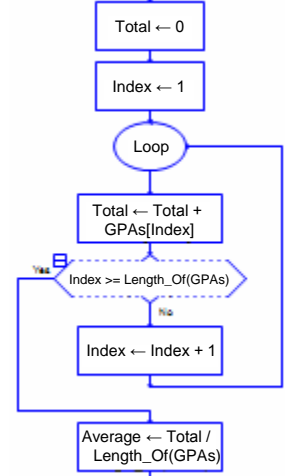 Total ← 0
Index ← 1
Loop
Total ← Total +
GPAs[Index]
Yes
Index >= Length_Of(GPAs)
No
Index ← Index + 1
Average ← Total /
Length_Of(GPAs)